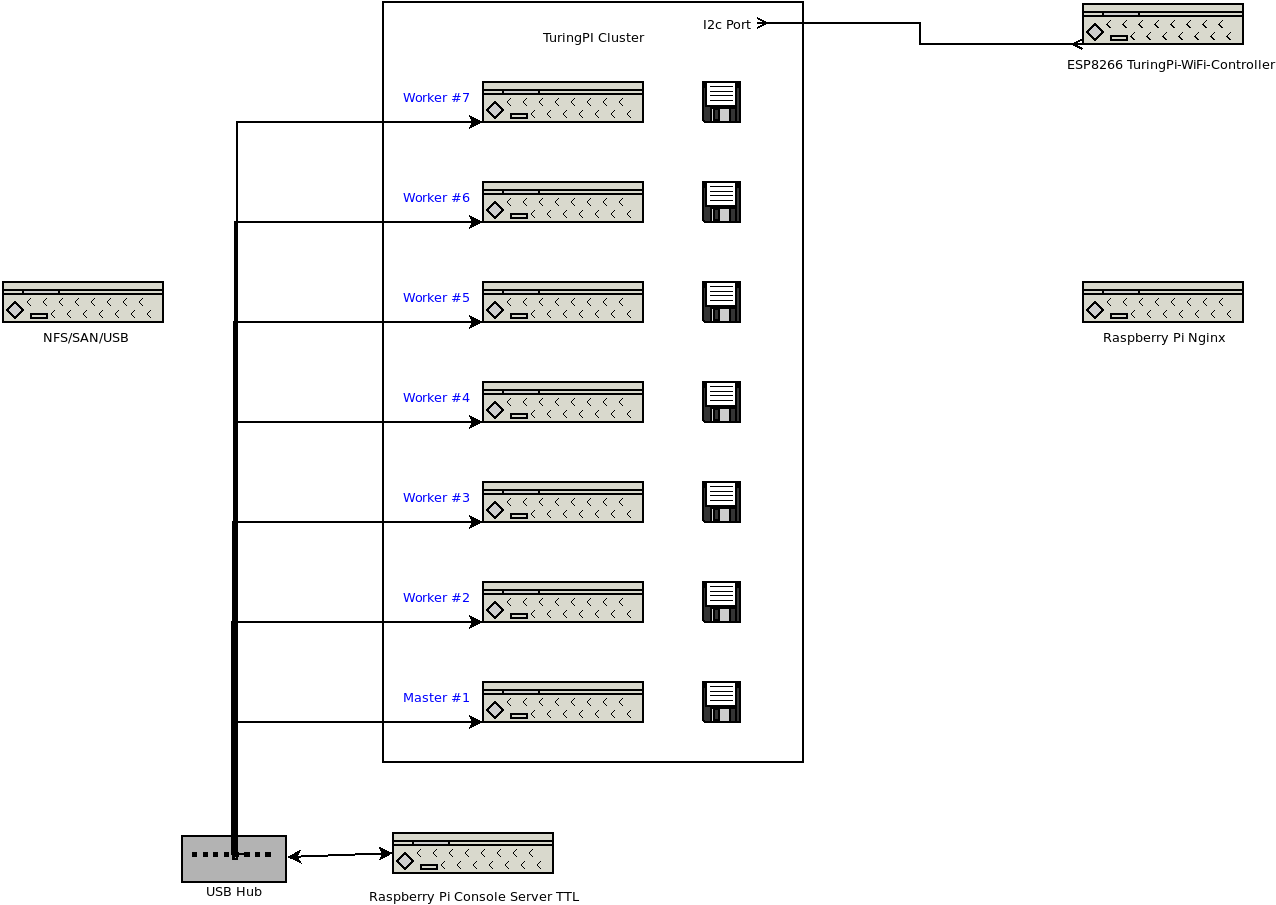 I2c Port
TuringPI Cluster
ESP8266 TuringPi-WiFi-Controller
Worker #7
Worker #6
Worker #5
NFS/SAN/USB
Raspberry Pi Nginx
Worker #4
Worker #3
Worker #2
Master #1
USB Hub
Raspberry Pi Console Server TTL